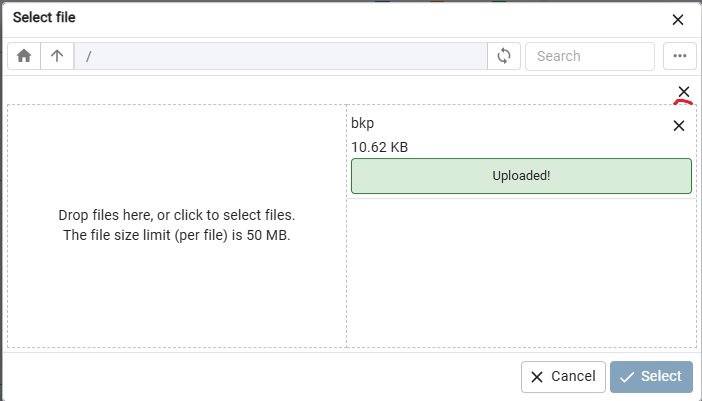 Select file
/
Search
...
bkp
10.62 KB
Uploaded!
Drop files here, or click to select files.
The file size limit (per file) is 50 MB.
Cancel
Select